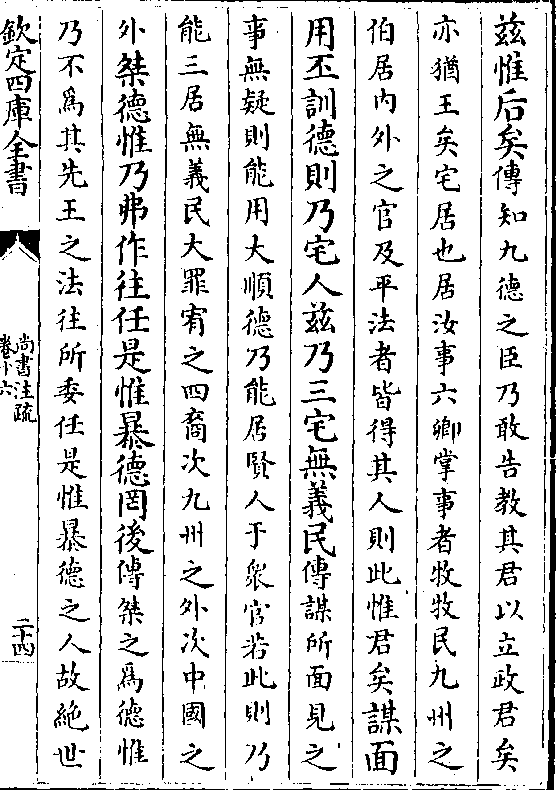 茲惟后矣傳知九德之臣乃敢告教其君以立政君矣
亦猶王矣宅居也居汝事六卿掌事者牧牧民九州之
伯居内外之官及平法者皆得其人則此惟君矣謀面
用丕訓德則乃宅人茲乃三宅無義民傳謀所面見之
事無疑則能用大順德乃能居賢人于衆官若此則乃
能三居無義民大罪宥之四裔次九州之外次中國之
外桀德惟乃弗作往任是惟暴德罔後傳桀之為德惟
乃不為其先王之法往所委任是惟暴德之人故絶世
欽定四庫全書
尚書注疏
卷十六
二十四